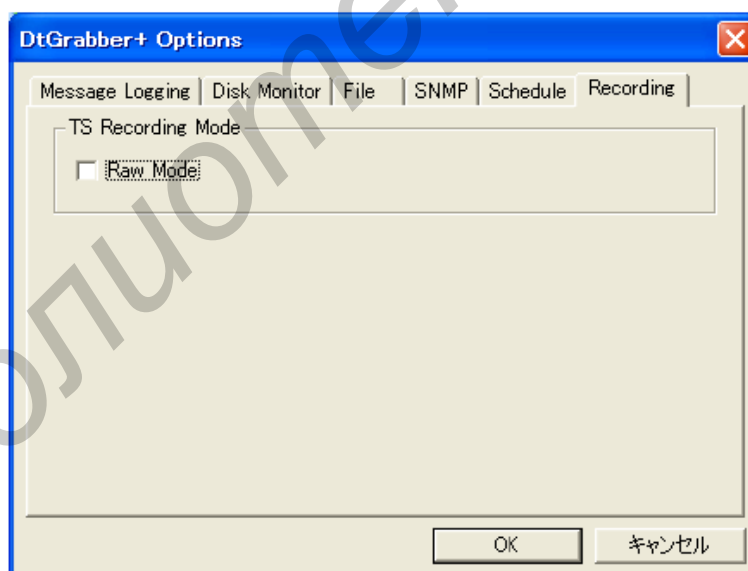 DtGrabber+ Options
Message Logging Disk Monitor File SNMP Schedule Recording
TS Recording Mode
Raw Mode
OK キャンセル